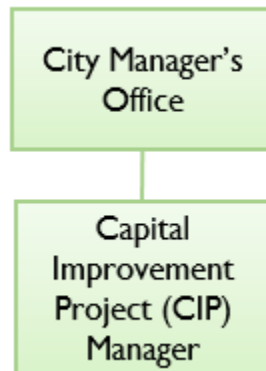 City Manager's
Office
Capital
Improvement
Project (CIP)
Manager